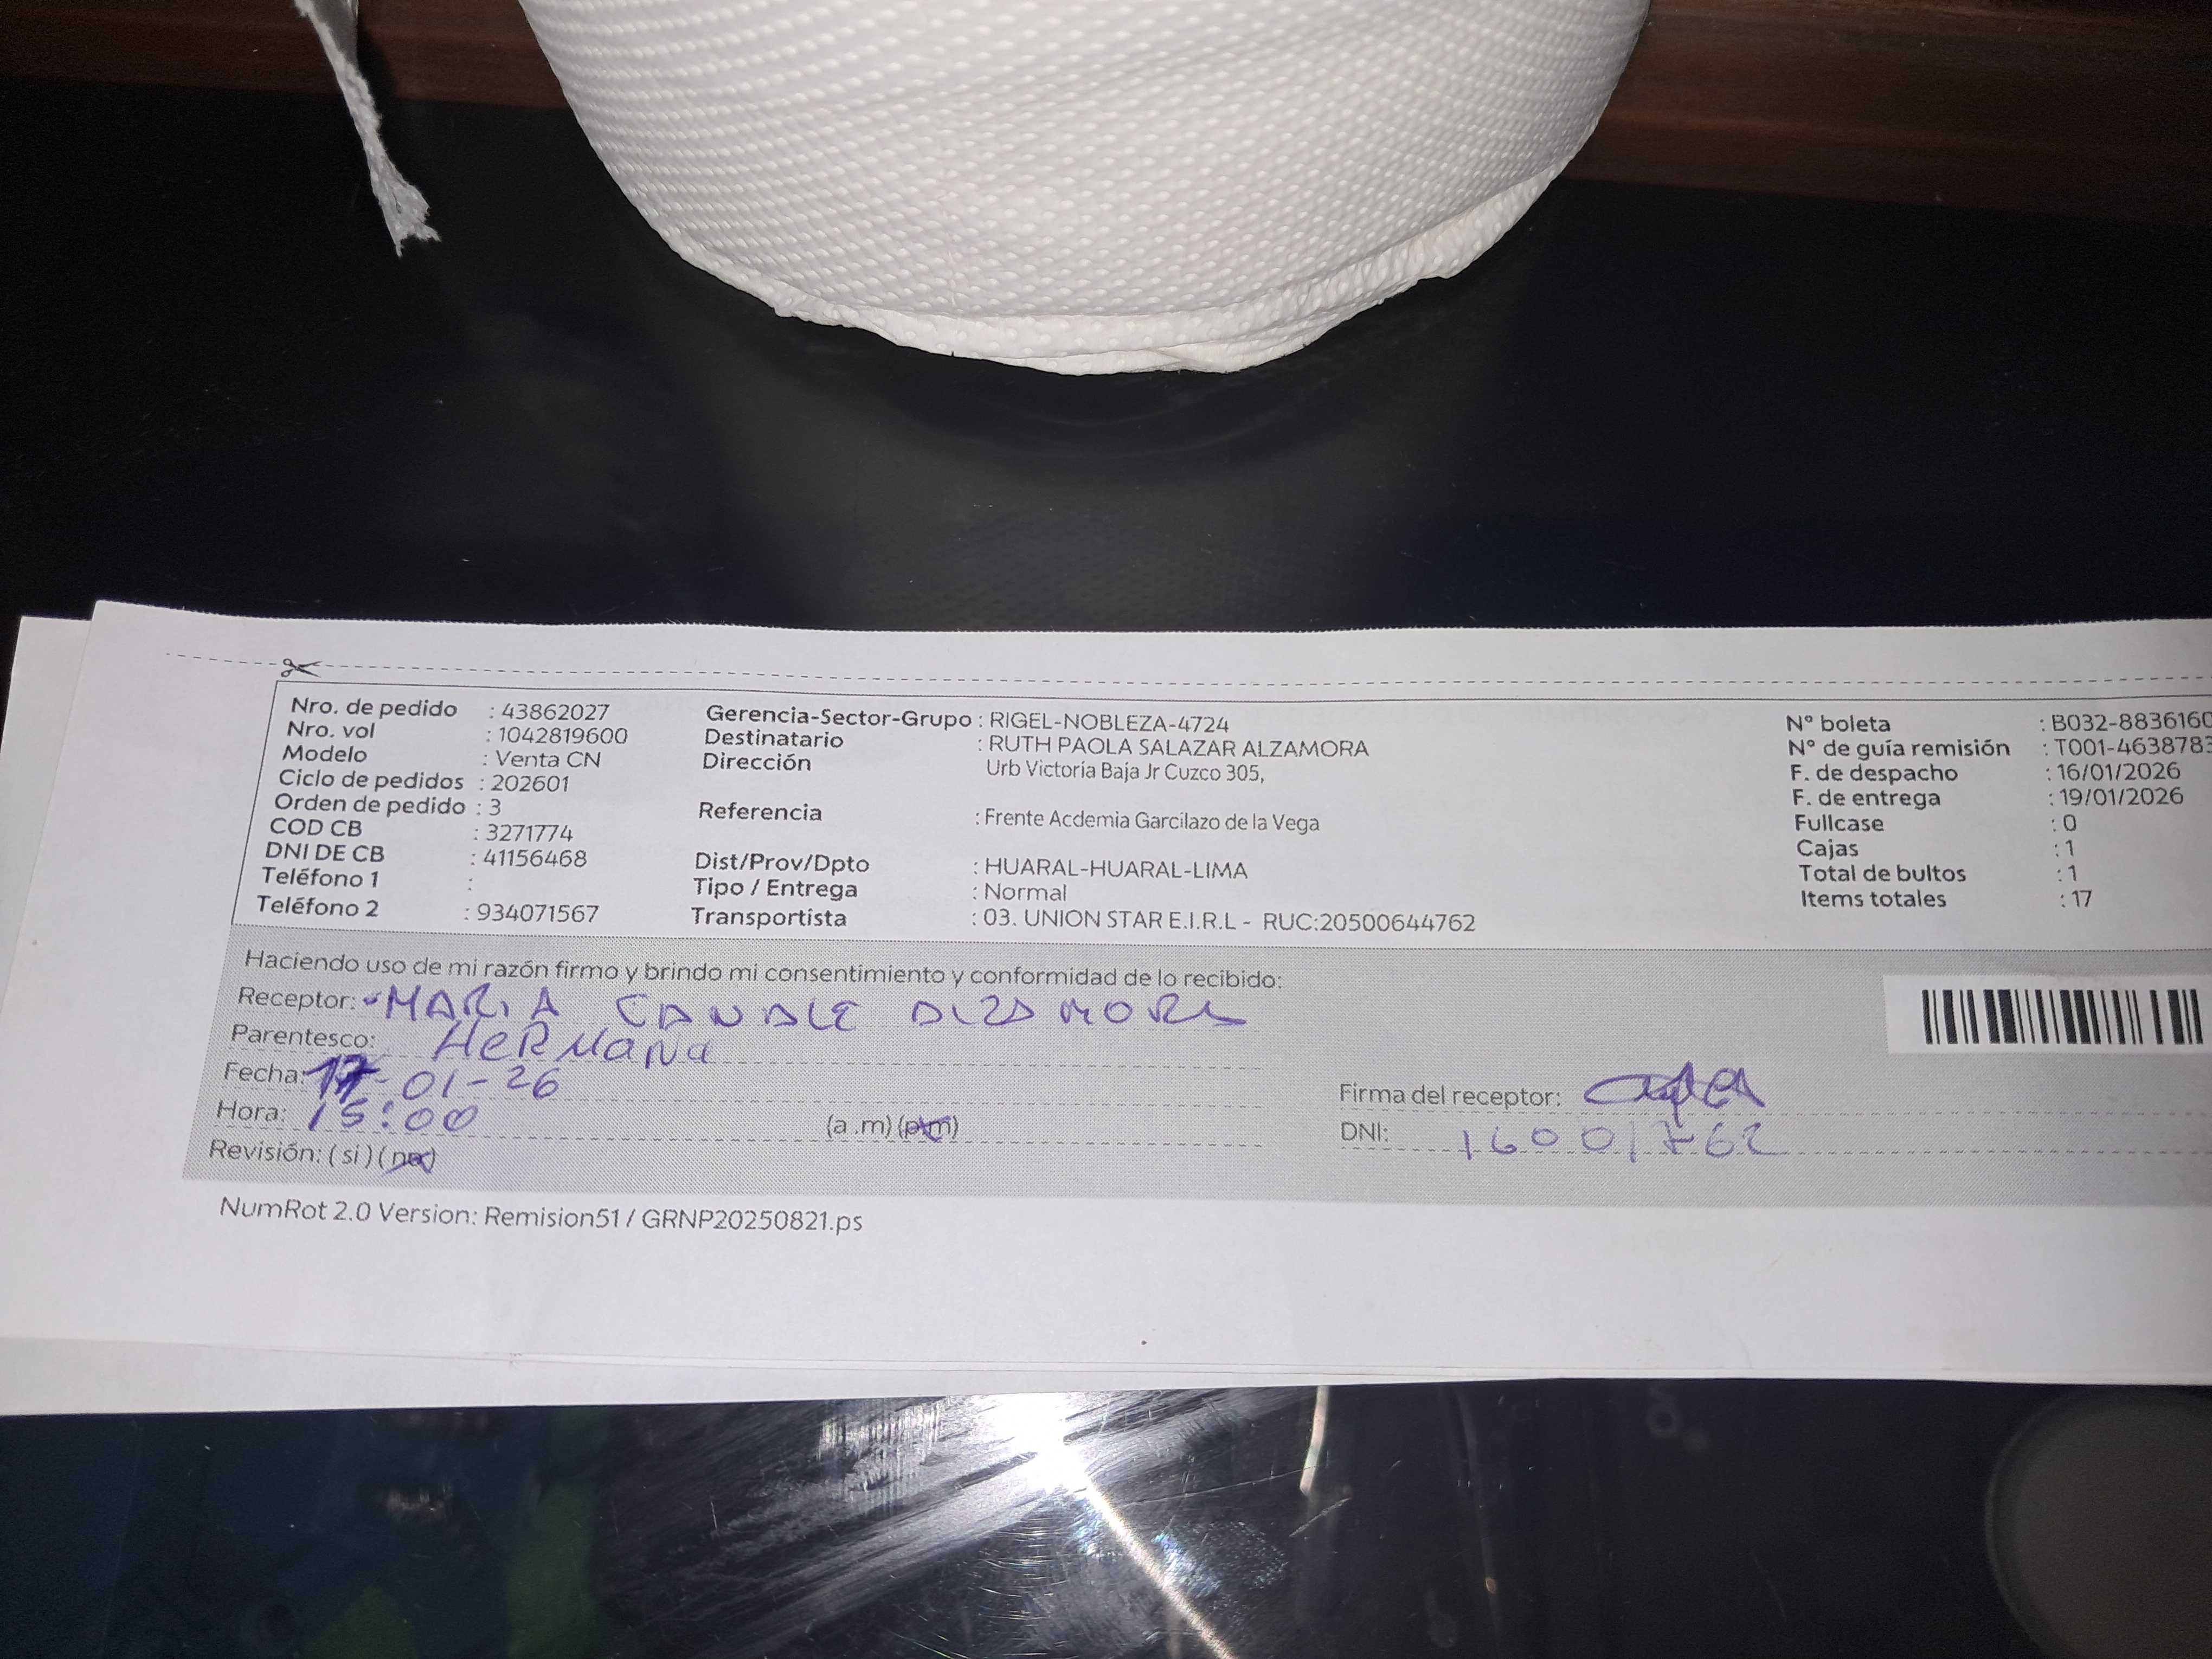 Nro. de pedido : 43862027
Nro. vol : 1042819600
Modelo : Venta CN
Ciclo de pedidos : 202601
Orden de pedido : 3
COD CB : 3271774
DNI DE CB : 41156468
Teléfono 1 :
Teléfono 2 : 934071567
Gerencia-Sector-Grupo : RIGEL-NOBLEZA-4724
Destinatario : RUTH PAOLA SALAZAR ALZAMORA
Dirección Urb Victoria Baja Jr Cuzco 305,
Referencia : Frente Acdemia Garcilazo de la Vega
Dist/Prov/Dpto : HUARAL-HUARAL-LIMA
Tipo / Entrega : Normal
Transportista : 03. UNION STAR E.I.R.L - RUC:20500644762
N° boleta : B032-8836160
N° de guía remisión : T001-4638783
F. de despacho : 16/01/2026
F. de entrega : 19/01/2026
Fullcase : 0
Cajas : 1
Total de bultos : 1
Items totales : 17
Haciendo uso de mi razón firmo y brindo mi consentimiento y conformidad de lo recibido:
Receptor: MARIA CANALE ALZAMORA
Parentesco: HERMANA
Fecha: 17-01-26
Hora: 15:00 (a .m) (p.m)
Revisión: ( si ) ( no )
Firma del receptor:
DNI: 16001762
NumRot 2.0 Version: Remision51 / GRNP20250821.ps